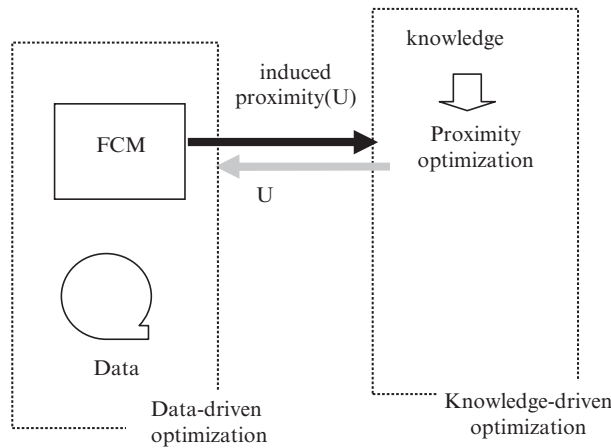 knowledge
induced
proximity(U)
FCM
Proximity
optimization
U
Data
Data-driven
optimization
Knowledge-driven
optimization